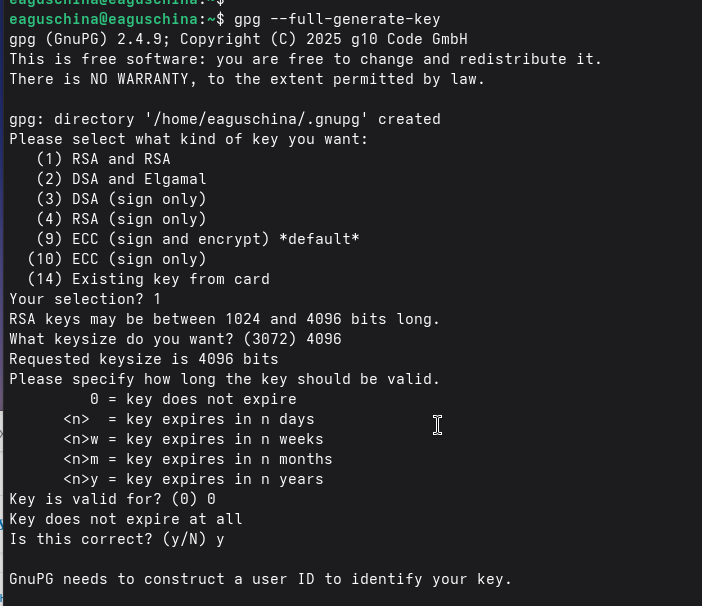 eaguschina@eaguschina:~$
eaguschina@eaguschina:~$ gpg --full-generate-key
gpg (GnuPG) 2.4.9; Copyright (C) 2025 g10 Code GmbH
This is free software: you are free to change and redistribute it.
There is NO WARRANTY, to the extent permitted by law.

gpg: directory '/home/eaguschina/.gnupg' created
Please select what kind of key you want:
   (1) RSA and RSA
   (2) DSA and Elgamal
   (3) DSA (sign only)
   (4) RSA (sign only)
   (9) ECC (sign and encrypt) *default*
  (10) ECC (sign only)
  (14) Existing key from card
Your selection? 1
RSA keys may be between 1024 and 4096 bits long.
What keysize do you want? (3072) 4096
Requested keysize is 4096 bits
Please specify how long the key should be valid.
         0 = key does not expire
      <n>  = key expires in n days
      <n>w = key expires in n weeks
      <n>m = key expires in n months
      <n>y = key expires in n years
Key is valid for? (0) 0
Key does not expire at all
Is this correct? (y/N) y

GnuPG needs to construct a user ID to identify your key.